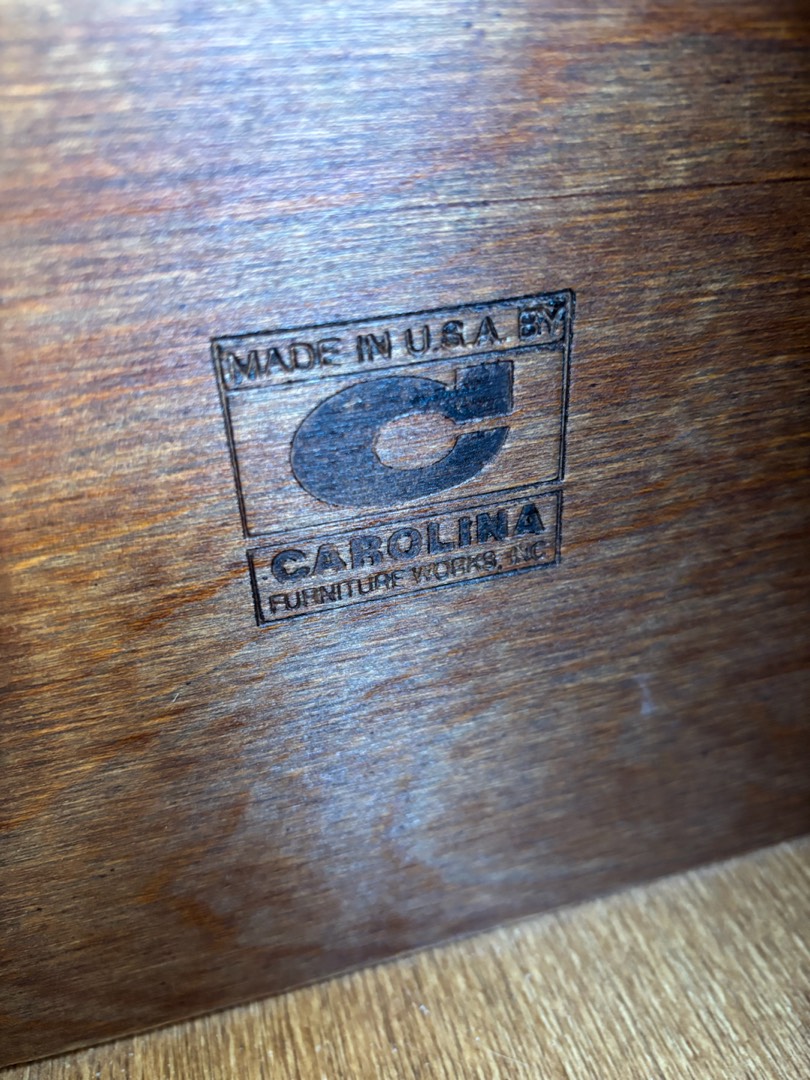 MADE IN U.S.A. BY
C
CAROLINA
FURNITURE WORKS, INC